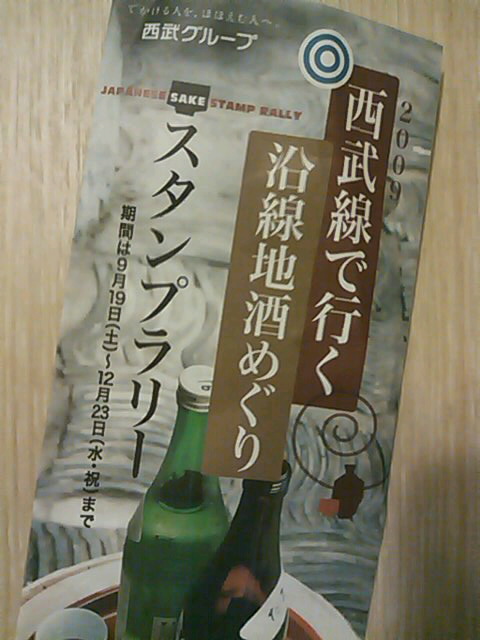 でかける人を、ほほえむ人へ。
西武グループ
JAPANESE SAKE STAMP RALLY
2009
西武線で行く
沿線地酒めぐり
スタンプラリー
期間は9月19日(土)〜12月23日(水・祝)まで